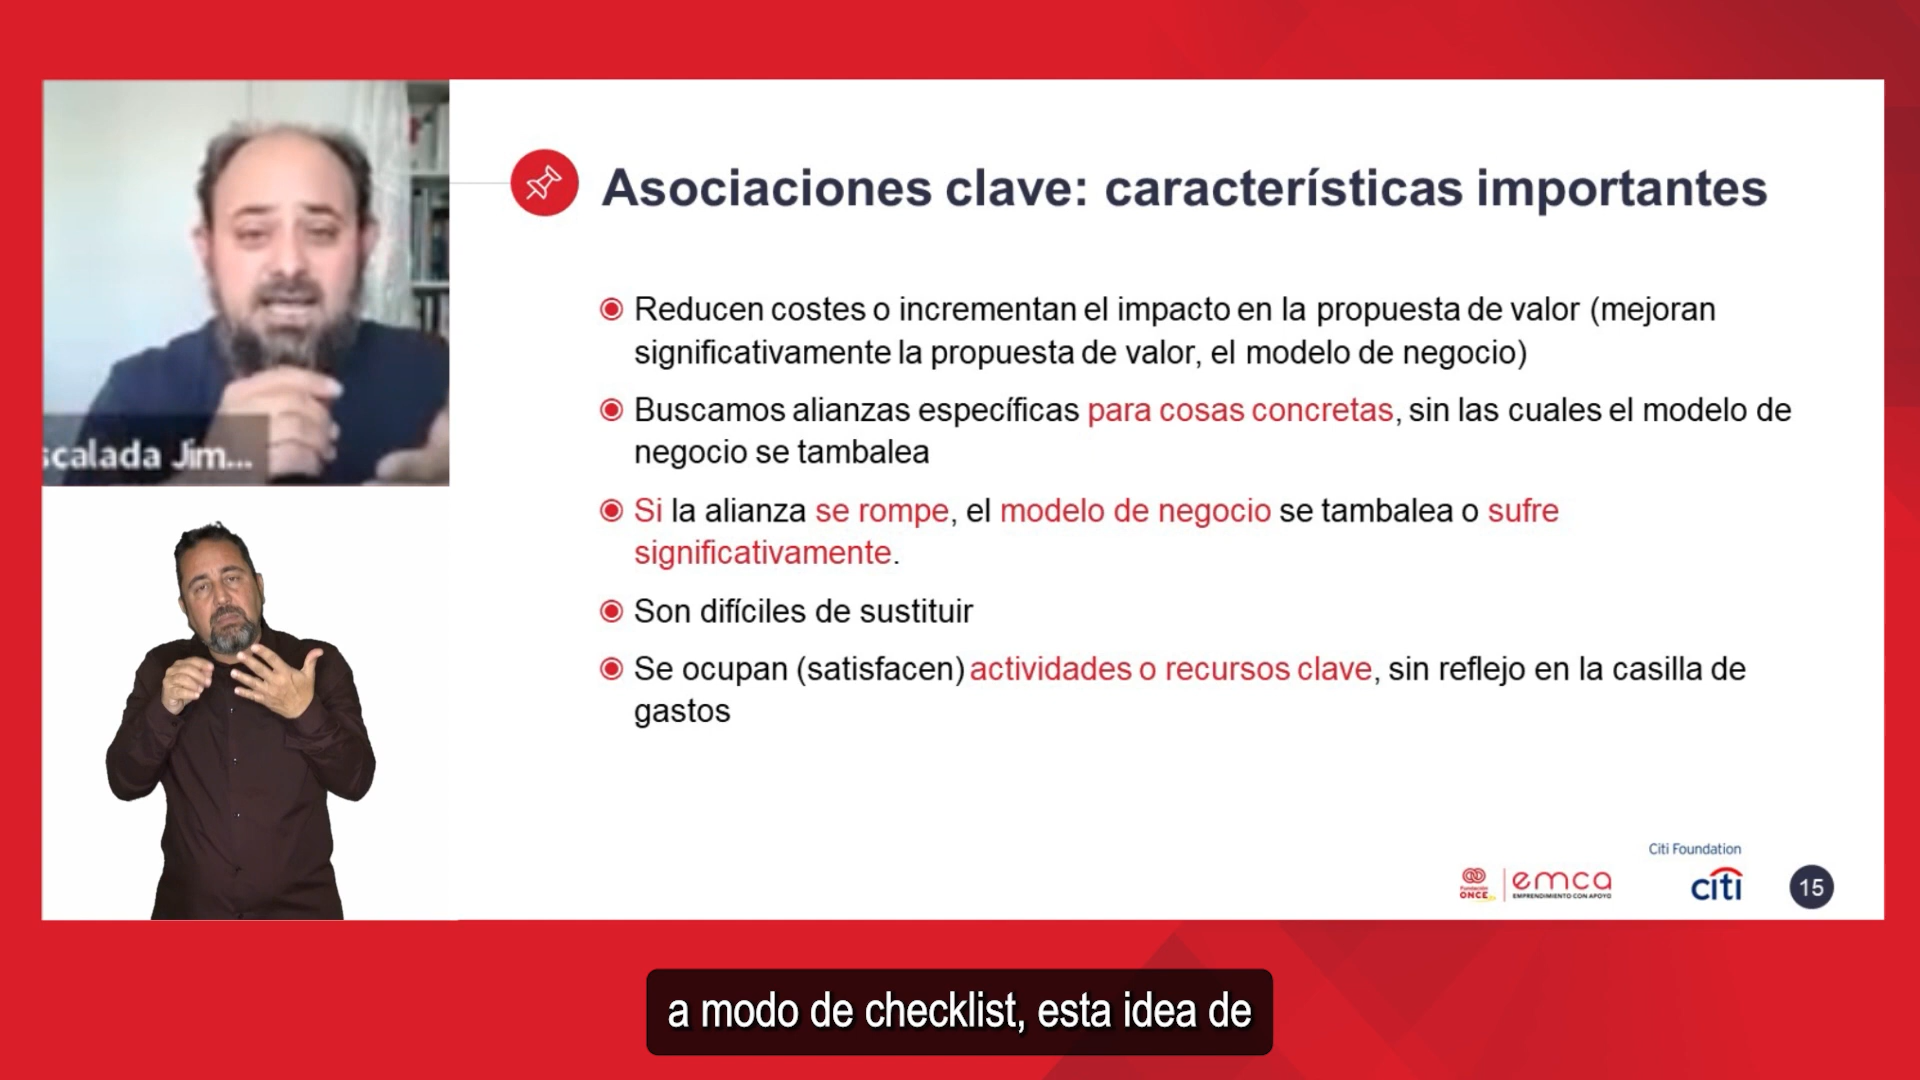 Asociaciones clave: características importantes
Reducen costes o incrementan el impacto en la propuesta de valor (mejoran
significativamente la propuesta de valor, el modelo de negocio)
Buscamos alianzas específicas para cosas concretas, sin las cuales el modelo de
negocio se tambalea
Si la alianza se rompe, el modelo de negocio se tambalea o sufre
significativamente.
Son difíciles de sustituir
Se ocupan (satisfacen) actividades o recursos clave, sin reflejo en la casilla de
gastos
scalada Jim...
Fundación
ONCE
emca
EMPRENDIMIENTO CON APOYO
Citi Foundation
citi
15
a modo de checklist, esta idea de